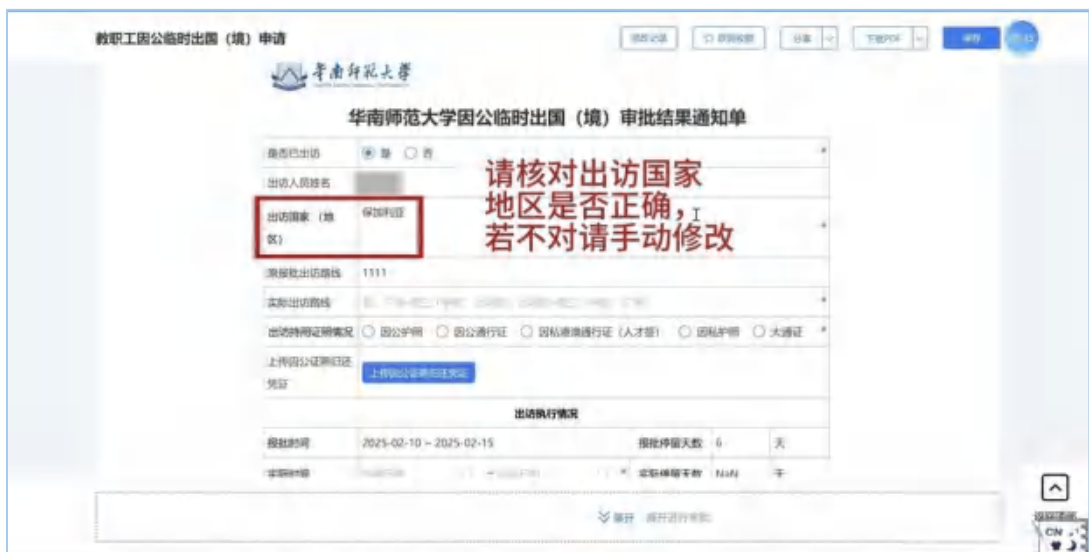 教职工因公临时出国（境）申请
分享
下载PDF
华南师范大学
华南师范大学因公临时出国（境）审批结果通知单
是否已出访 是 否 *
出访人员姓名
出访国家（地
区） 保加利亚 *
请核对出访国家
地区是否正确，
若不对请手动修改
原报批出访路线 1111
实际出访路线 *
出访持用证照情况 因公护照 因公通行证 因私港澳通行证（人才签） 因私护照 大通证 *
上传因公证照归还
凭证 上传因公证照归还凭证
出访执行情况
报批时间 2025-02-10 ~ 2025-02-15 报批停留天数 6 天
实际时间 * 实际停留天数 NaN 天
展开
CN